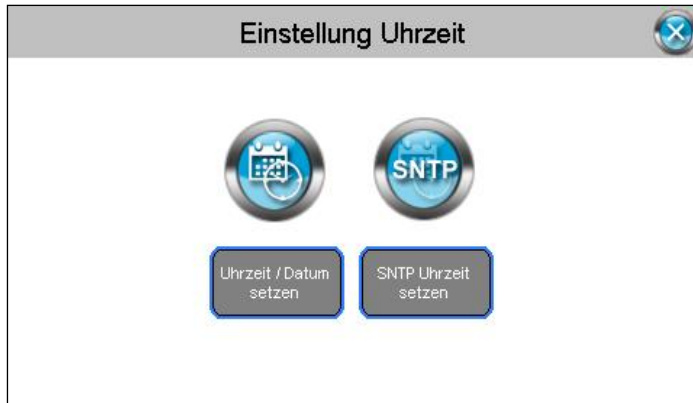 Einstellung Uhrzeit
SNTP
Uhrzeit / Datum
setzen
SNTP Uhrzeit
setzen